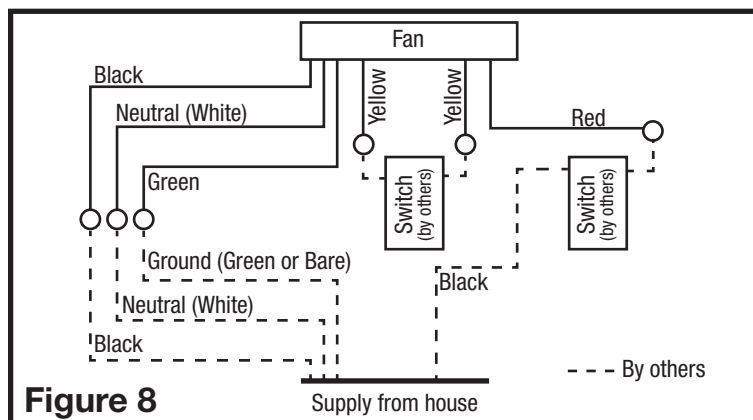 Fan
Black
Neutral (White)
Green
Yellow
Yellow
Red
Switch
(by others)
Switch
(by others)
Ground (Green or Bare)
Neutral (White)
Black
Black
By others
Figure 8
Supply from house